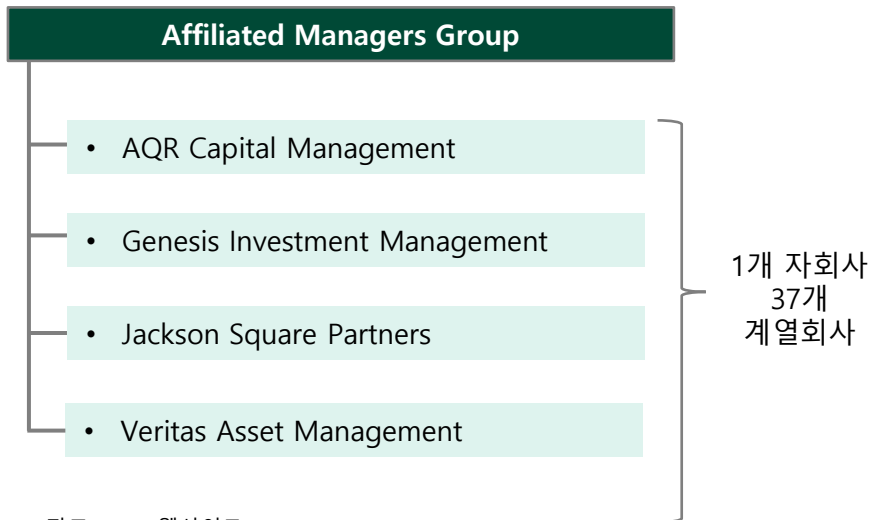 Affiliated Managers Group
• AQR Capital Management
• Genesis Investment Management
• Jackson Square Partners
• Veritas Asset Management
1개 자회사
37개
계열회사